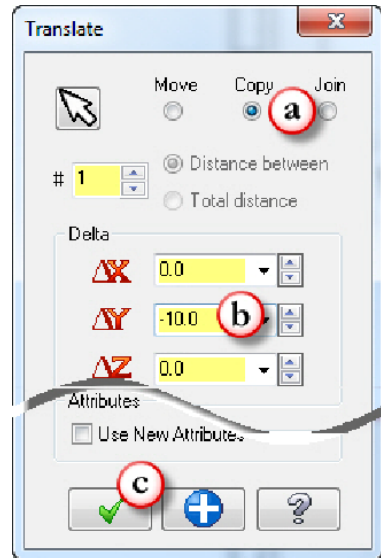 Translate
Move Copy Join
a
# 1 Distance between
Total distance
Delta
ΔX 0.0
ΔY -10.0 b
ΔZ 0.0
Attributes
Use New Attributes
c
?